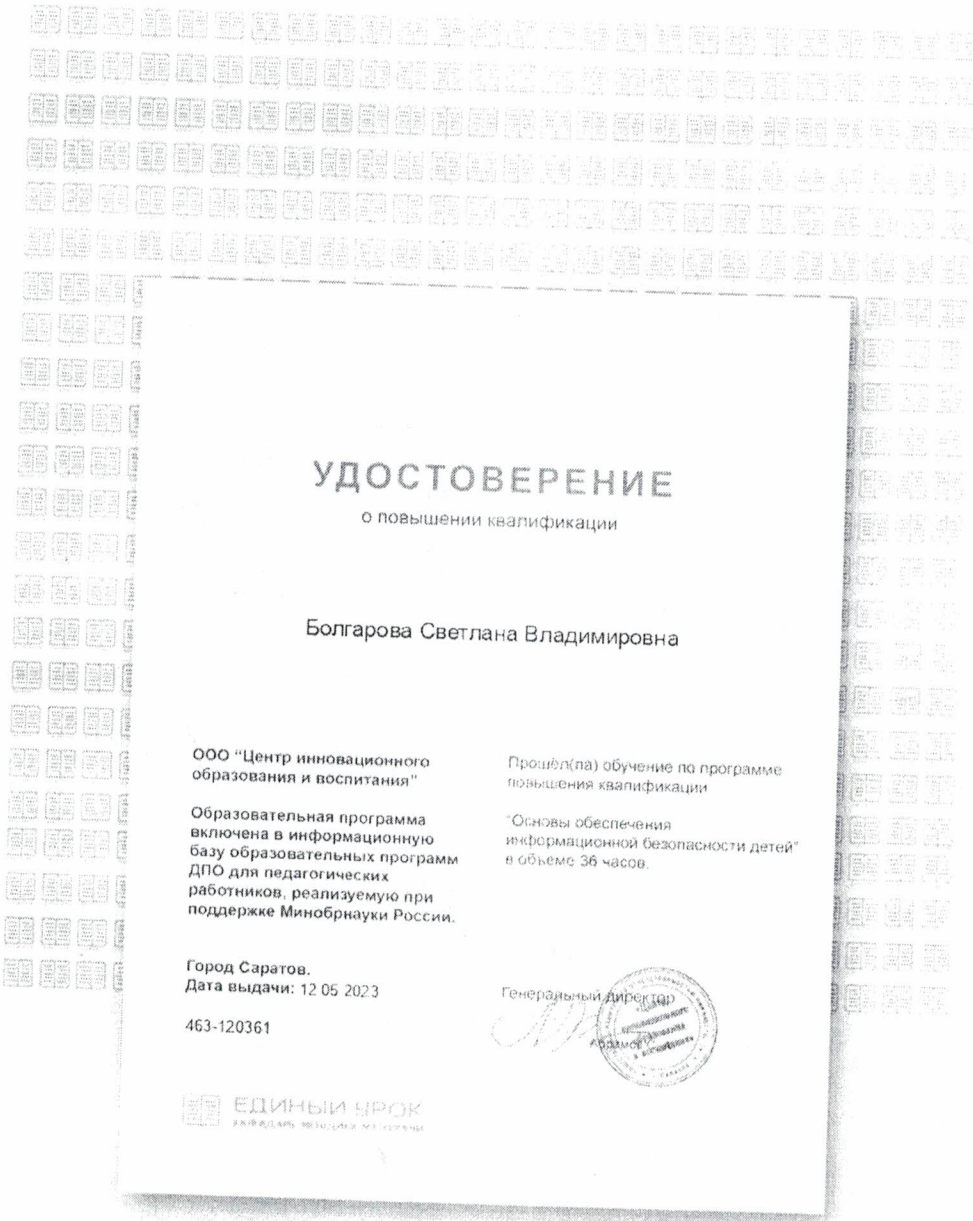 УДОСТОВЕРЕНИЕ
о повышении квалификации
Болгарова Светлана Владимировна
ООО "Центр инновационного
образования и воспитания"
Образовательная программа
включена в информационную
базу образовательных программ
ДПО для педагогических
работников, реализуемую при
поддержке Минобрнауки России.
Прошёл(ла) обучение по программе
повышения квалификации
"Основы обеспечения
информационной безопасности детей"
в объеме 36 часов.
Город Саратов.
Дата выдачи: 12 05 2023
463-120361
Генеральный директор
ЕДИНЫЙ УРОК